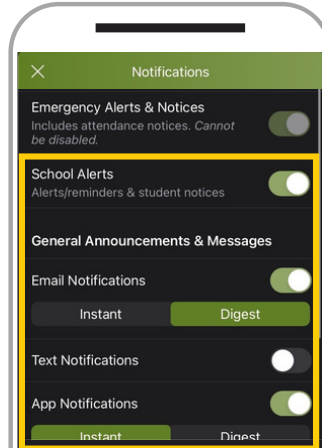 Notifications
Emergency Alerts & Notices
Includes attendance notices. Cannot
be disabled.
School Alerts
Alerts/reminders & student notices
General Announcements & Messages
Email Notifications
Instant Digest
Text Notifications
App Notifications
Instant Digest